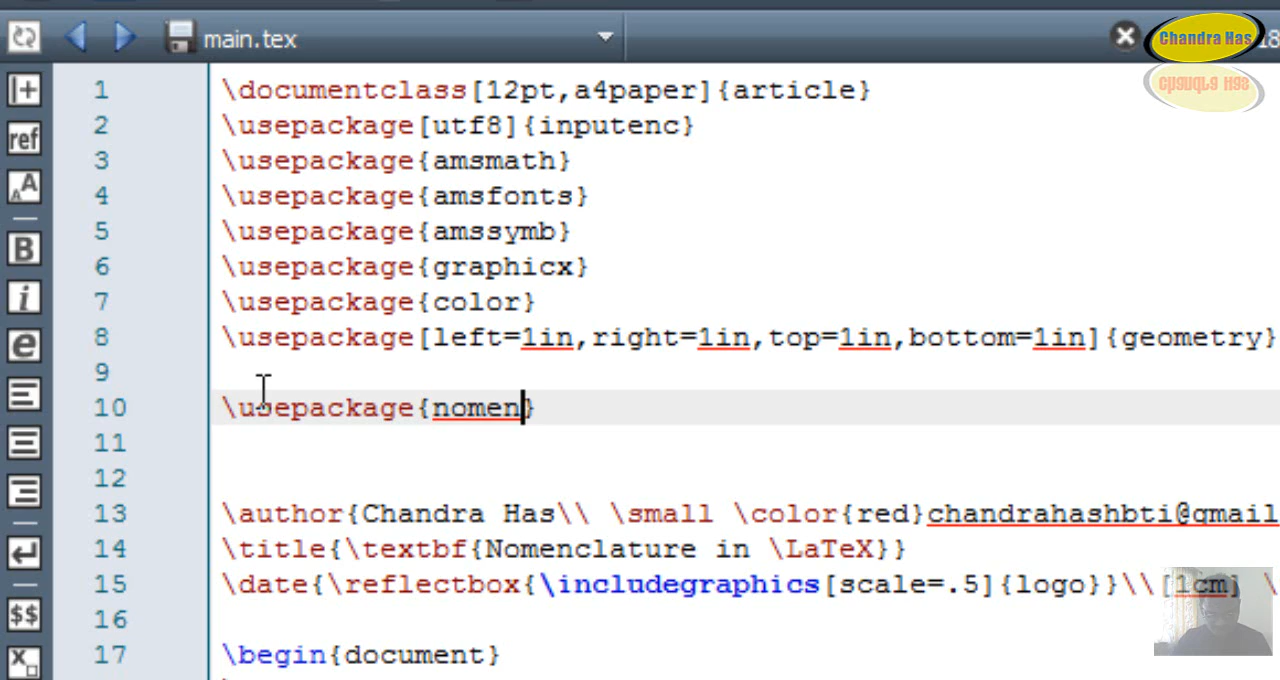 main.tex
Chandra Has
18
1 \documentclass[12pt,a4paper]{article}
2 \usepackage[utf8]{inputenc}
ref 3 \usepackage{amsmath}
4 \usepackage{amsfonts}
5 \usepackage{amssymb}
B 6 \usepackage{graphicx}
i 7 \usepackage{color}
e 8 \usepackage[left=1in,right=1in,top=1in,bottom=1in]{geometry}
9
10 \usepackage{nomen}
11
12
13 \author{Chandra Has\\ \small \color{red}chandrahashbti@gmail
14 \title{\textbf{Nomenclature in \LaTeX}}
15 \date{\reflectbox{\includegraphics[scale=.5]{logo}}\\[1cm] \
$$ 16
17 \begin{document}